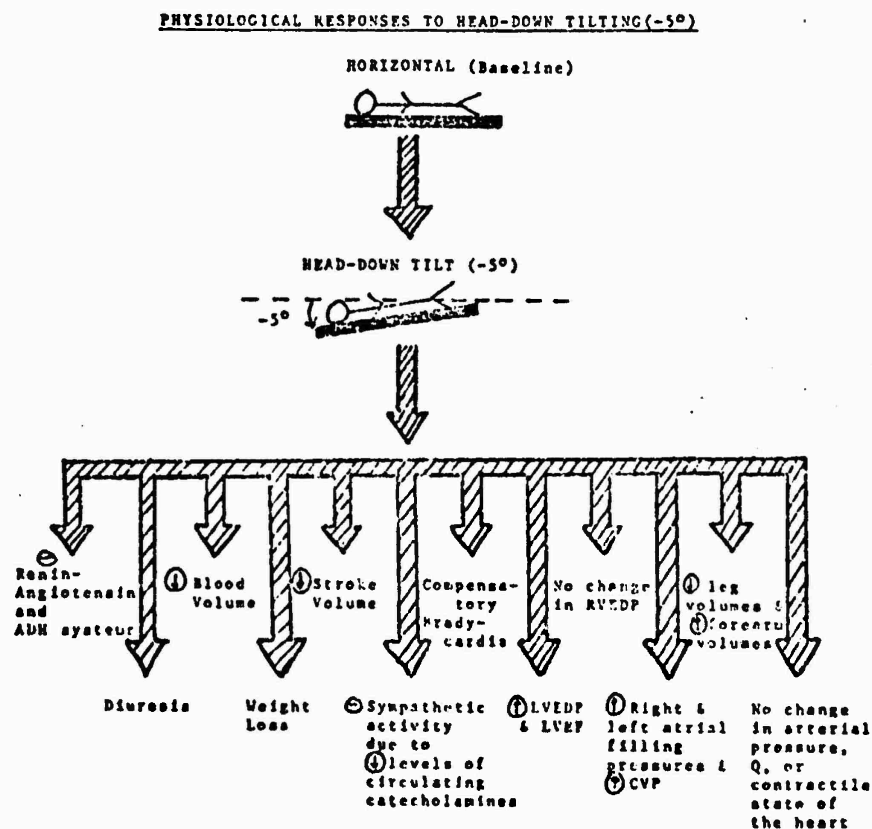 PHYSIOLOGICAL RESPONSES TO HEAD-DOWN TILTING(-5°)
HORIZONTAL (Baseline)
HEAD-DOWN TILT (-5°)
-5°
⊖
Renin-
Angiotensin
and
ADH system
↓ Blood
Volume
↓ Stroke
Volume
Compensa-
tory
Brady-
cardia
No change
in RVEDP
↓ leg
volumes &
↑ forearm
volumes
Diuresis
Weight
Loss
⊖ Sympathetic
activity
due to
↓ levels of
circulating
catecholamines
↑ LVEDP
& LVEF
↑ Right &
left atrial
filling
pressures &
↑ CVP
No change
in arterial
pressure,
Q, or
contractile
state of
the heart